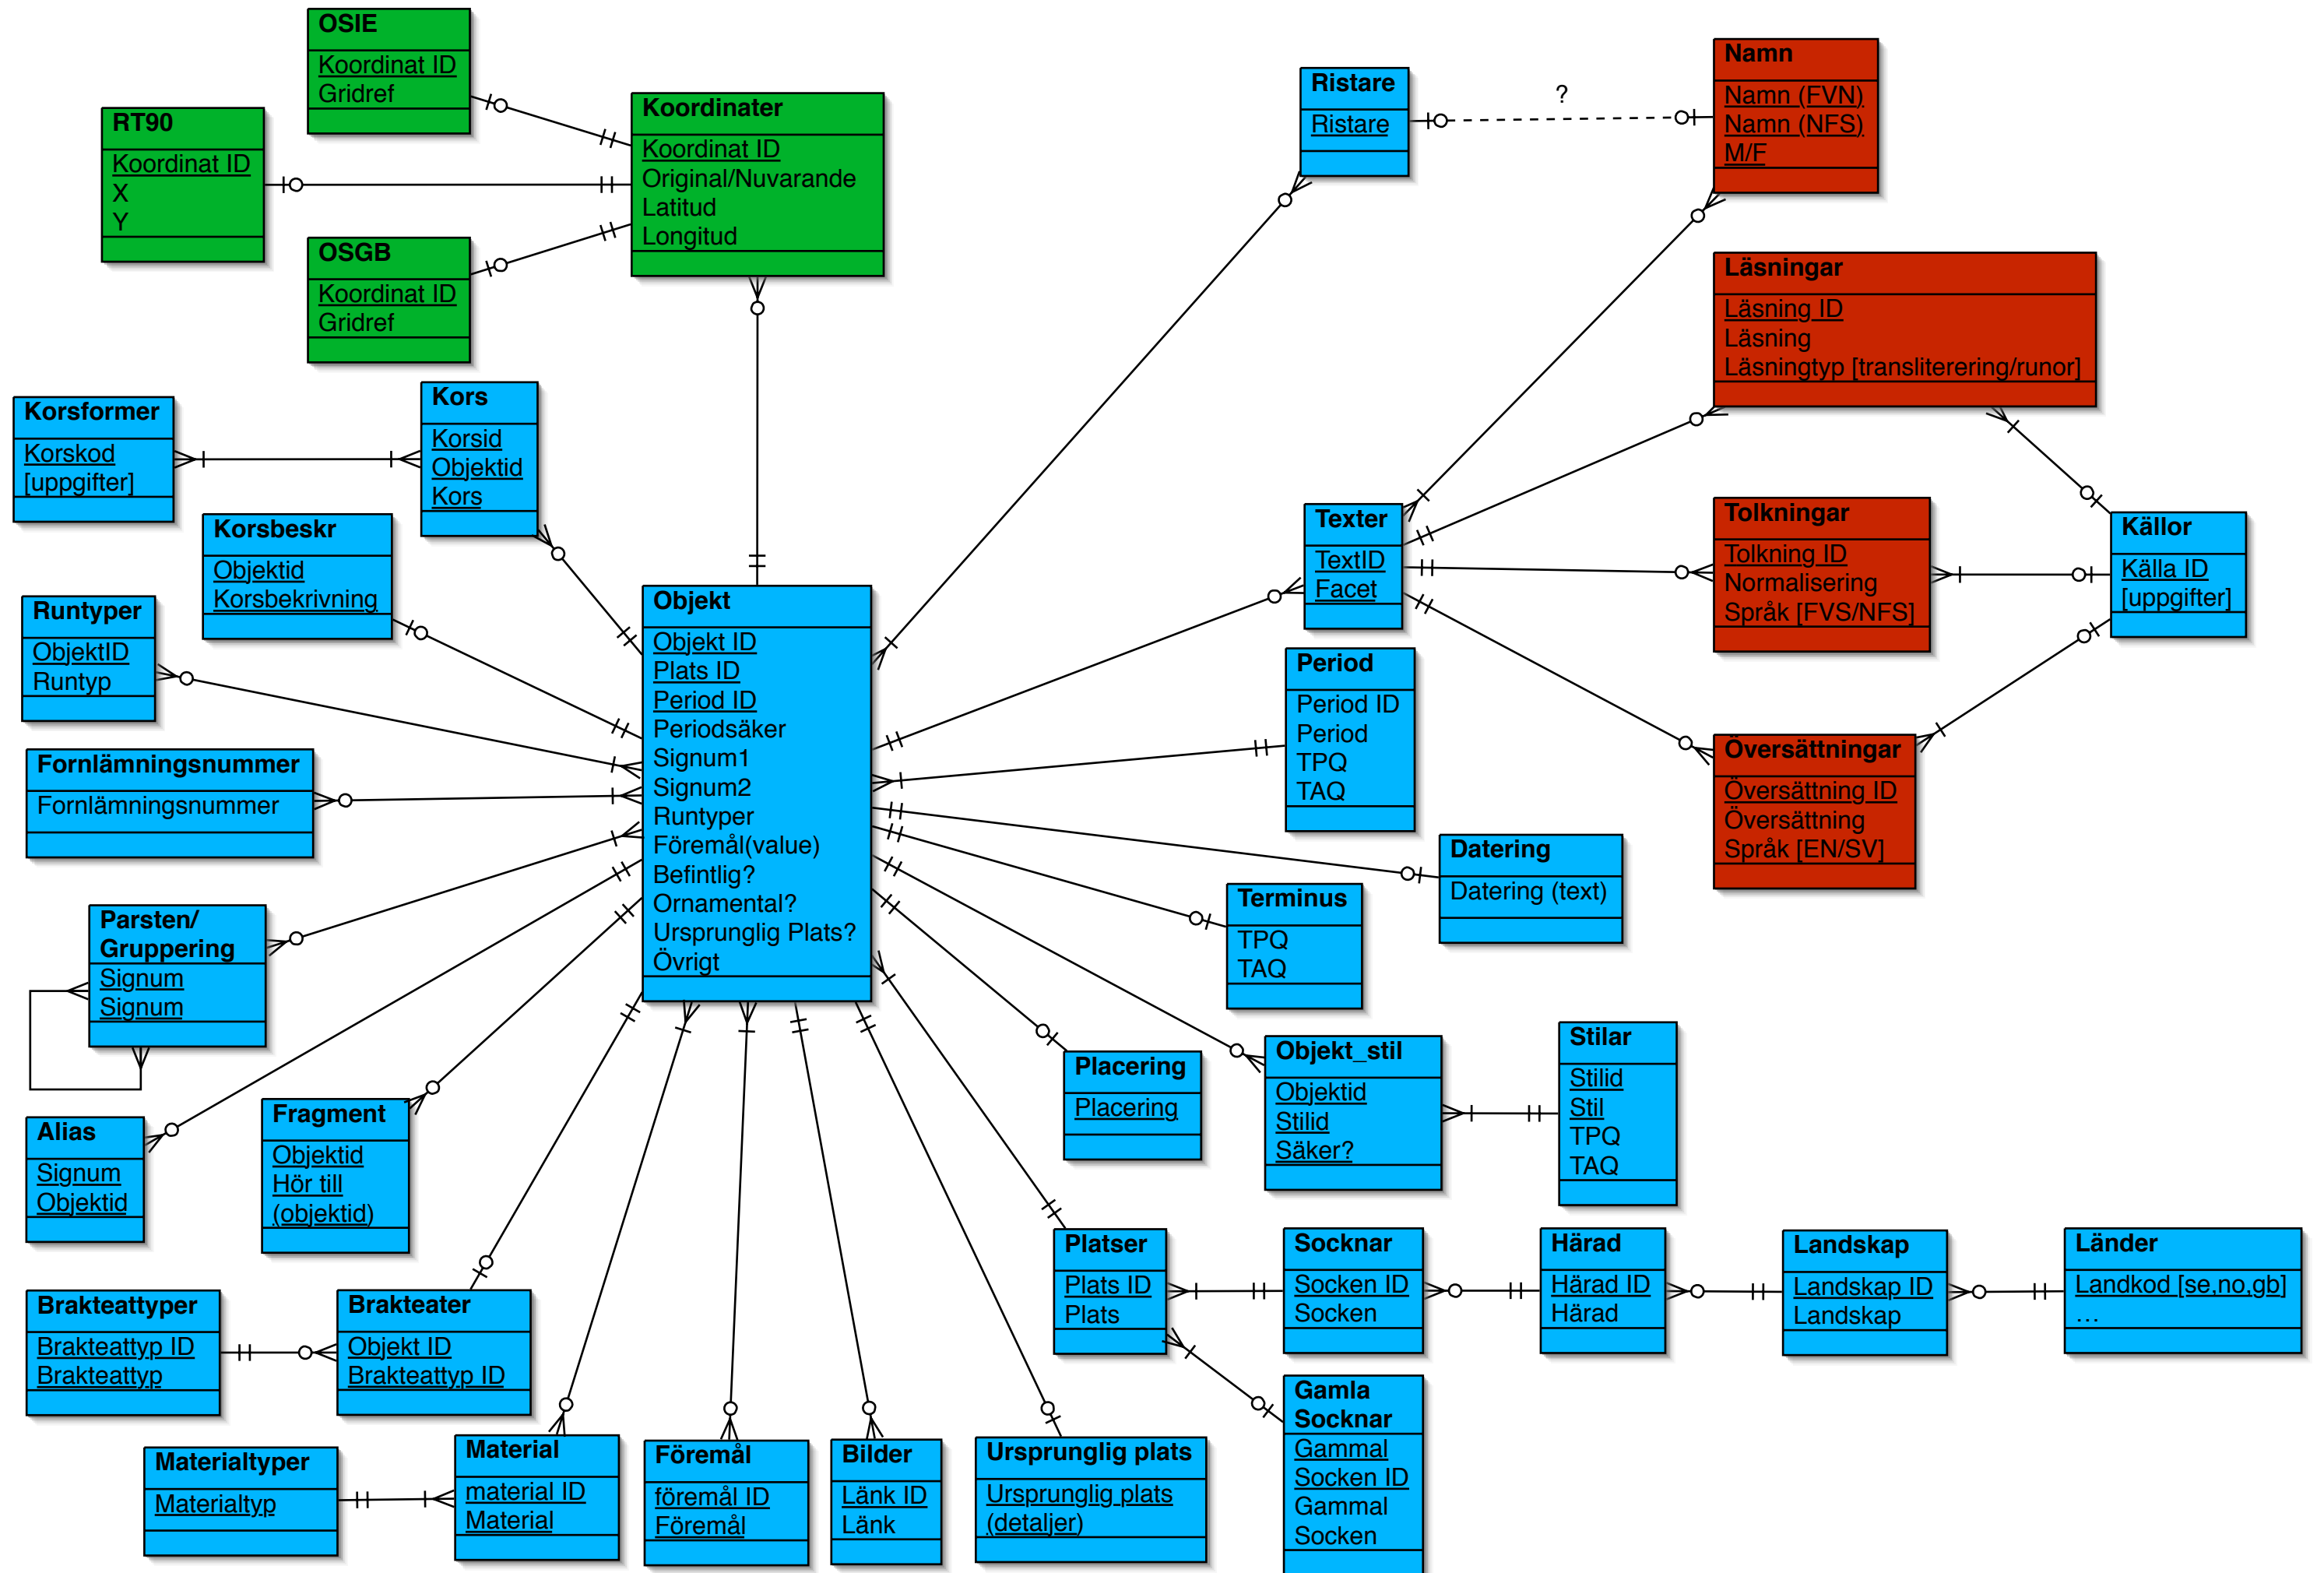 OSIE
Koordinat ID
Gridref
RT90
Koordinat ID
X
Y
OSGB
Koordinat ID
Gridref
Koordinater
Koordinat ID
Original/Nuvarande
Latitud
Longitud
Ristare
Ristare
?
Namn
Namn (FVN)
Namn (NFS)
M/F
Läsningar
Läsning ID
Läsning
Läsningtyp [transliterering/runor]
Korsformer
Korskod
[uppgifter]
Kors
Korsid
Objektid
Kors
Korsbeskr
Objektid
Korsbekrivning
Runtyper
ObjektID
Runtyp
Fornlämningsnummer
Fornlämningsnummer
Objekt
Objekt ID
Plats ID
Period ID
Periodsäker
Signum1
Signum2
Runtyper
Föremål(value)
Befintlig?
Ornamental?
Ursprunglig Plats?
Övrigt
Texter
TextID
Facet
Tolkningar
Tolkning ID
Normalisering
Språk [FVS/NFS]
Källor
Källa ID
[uppgifter]
Period
Period ID
Period
TPQ
TAQ
Översättningar
Översättning ID
Översättning
Språk [EN/SV]
Datering
Datering (text)
Terminus
TPQ
TAQ
Parsten/
Gruppering
Signum
Signum
Placering
Placering
Objekt_stil
Objektid
Stilid
Säker?
Stilar
Stilid
Stil
TPQ
TAQ
Alias
Signum
Objektid
Fragment
Objektid
Hör till
(objektid)
Brakteattyper
Brakteattyp ID
Brakteattyp
Brakteater
Objekt ID
Brakteattyp ID
Platser
Plats ID
Plats
Socknar
Socken ID
Socken
Härad
Härad ID
Härad
Landskap
Landskap ID
Landskap
Länder
Landkod [se,no,gb]
…
Gamla
Socknar
Gammal
Socken ID
Gammal
Socken
Materialtyper
Materialtyp
Material
material ID
Material
Föremål
föremål ID
Föremål
Bilder
Länk ID
Länk
Ursprunglig plats
Ursprunglig plats
(detaljer)